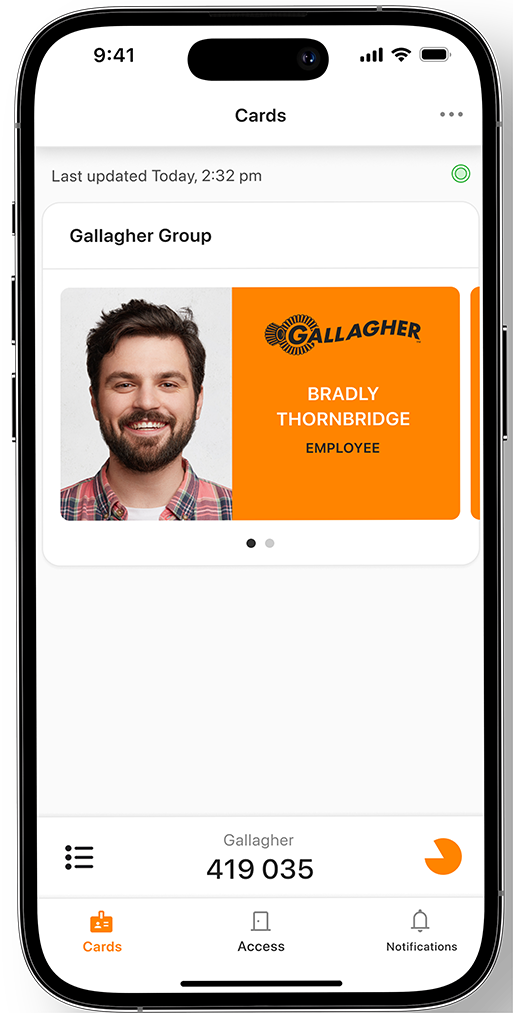 9:41
Cards
Last updated Today, 2:32 pm
Gallagher Group
GALLAGHER
BRADLY
THORNBRIDGE
EMPLOYEE
Gallagher
419 035
Cards
Access
Notifications